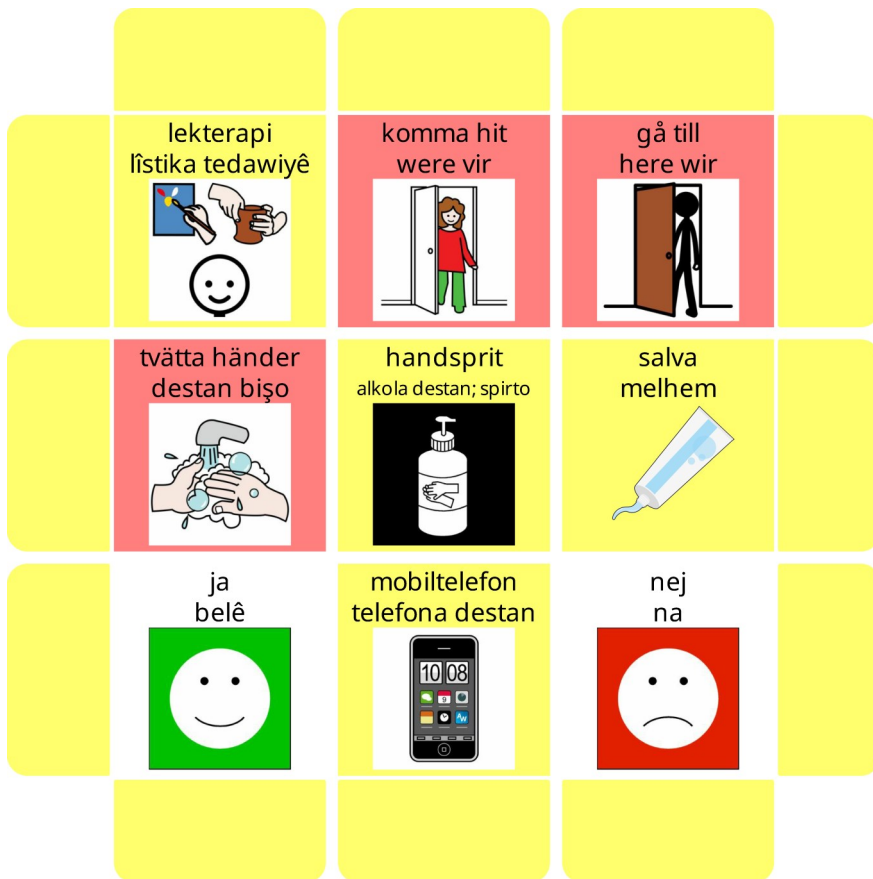 lekterapi
lîstika tedawiyê
komma hit
were vir
gå till
here wir
tvätta händer
destan bişo
handsprit
alkola destan; spirto
salva
melhem
ja
belê
mobiltelefon
telefona destan
10 08
9
nej
na